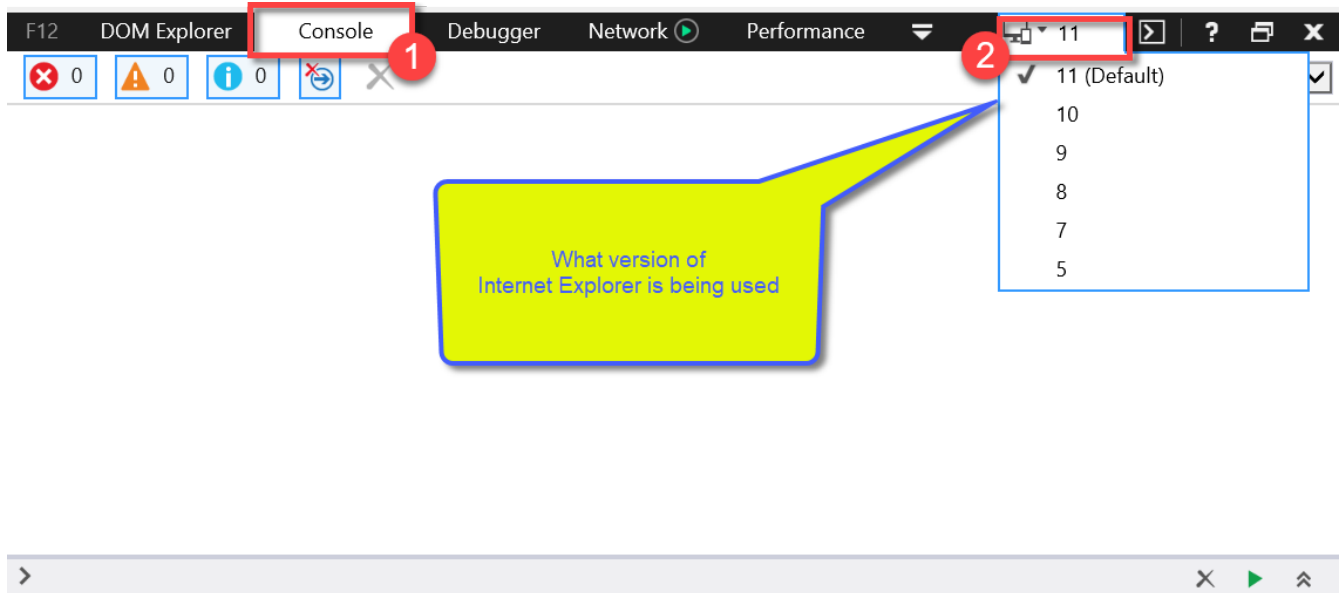 F12 DOM Explorer Console Debugger Network Performance 11 ?
1 2
0 0 0
11 (Default)
10
9
8
7
5
What version of
Internet Explorer is being used